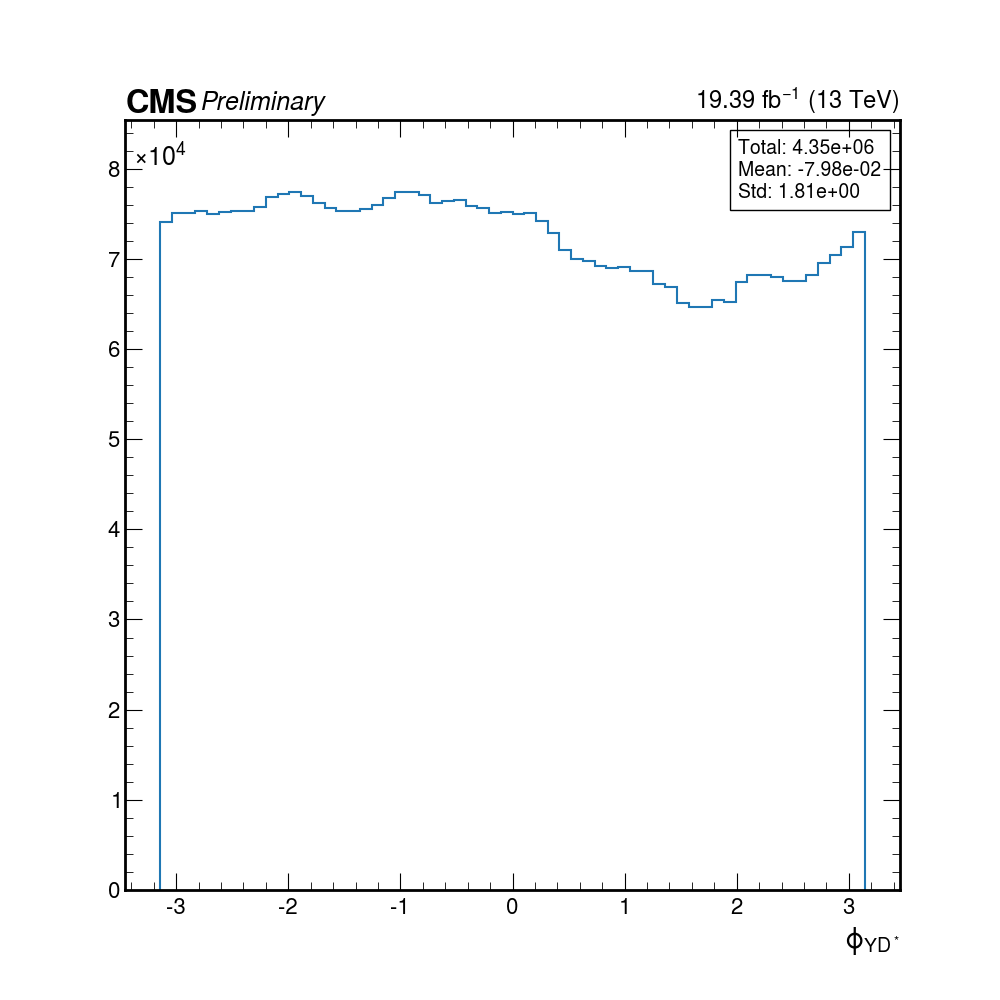 CMS Preliminary
19.39 fb⁻¹ (13 TeV)
×10⁴
Total: 4.35e+06
Mean: -7.98e-02
Std: 1.81e+00
8
7
6
5
4
3
2
1
0
-3 -2 -1 0 1 2 3
ϕYD*